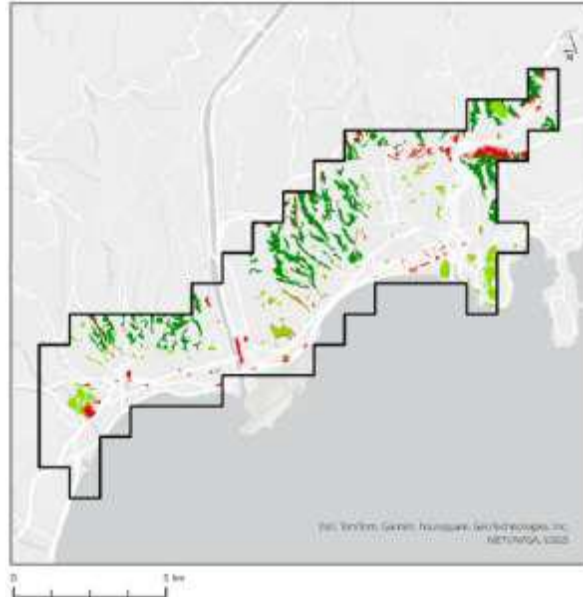 N
Esri, TomTom, Garmin, Foursquare, GeoTechnologies, Inc,
METI/NASA, USGS
0 5 km